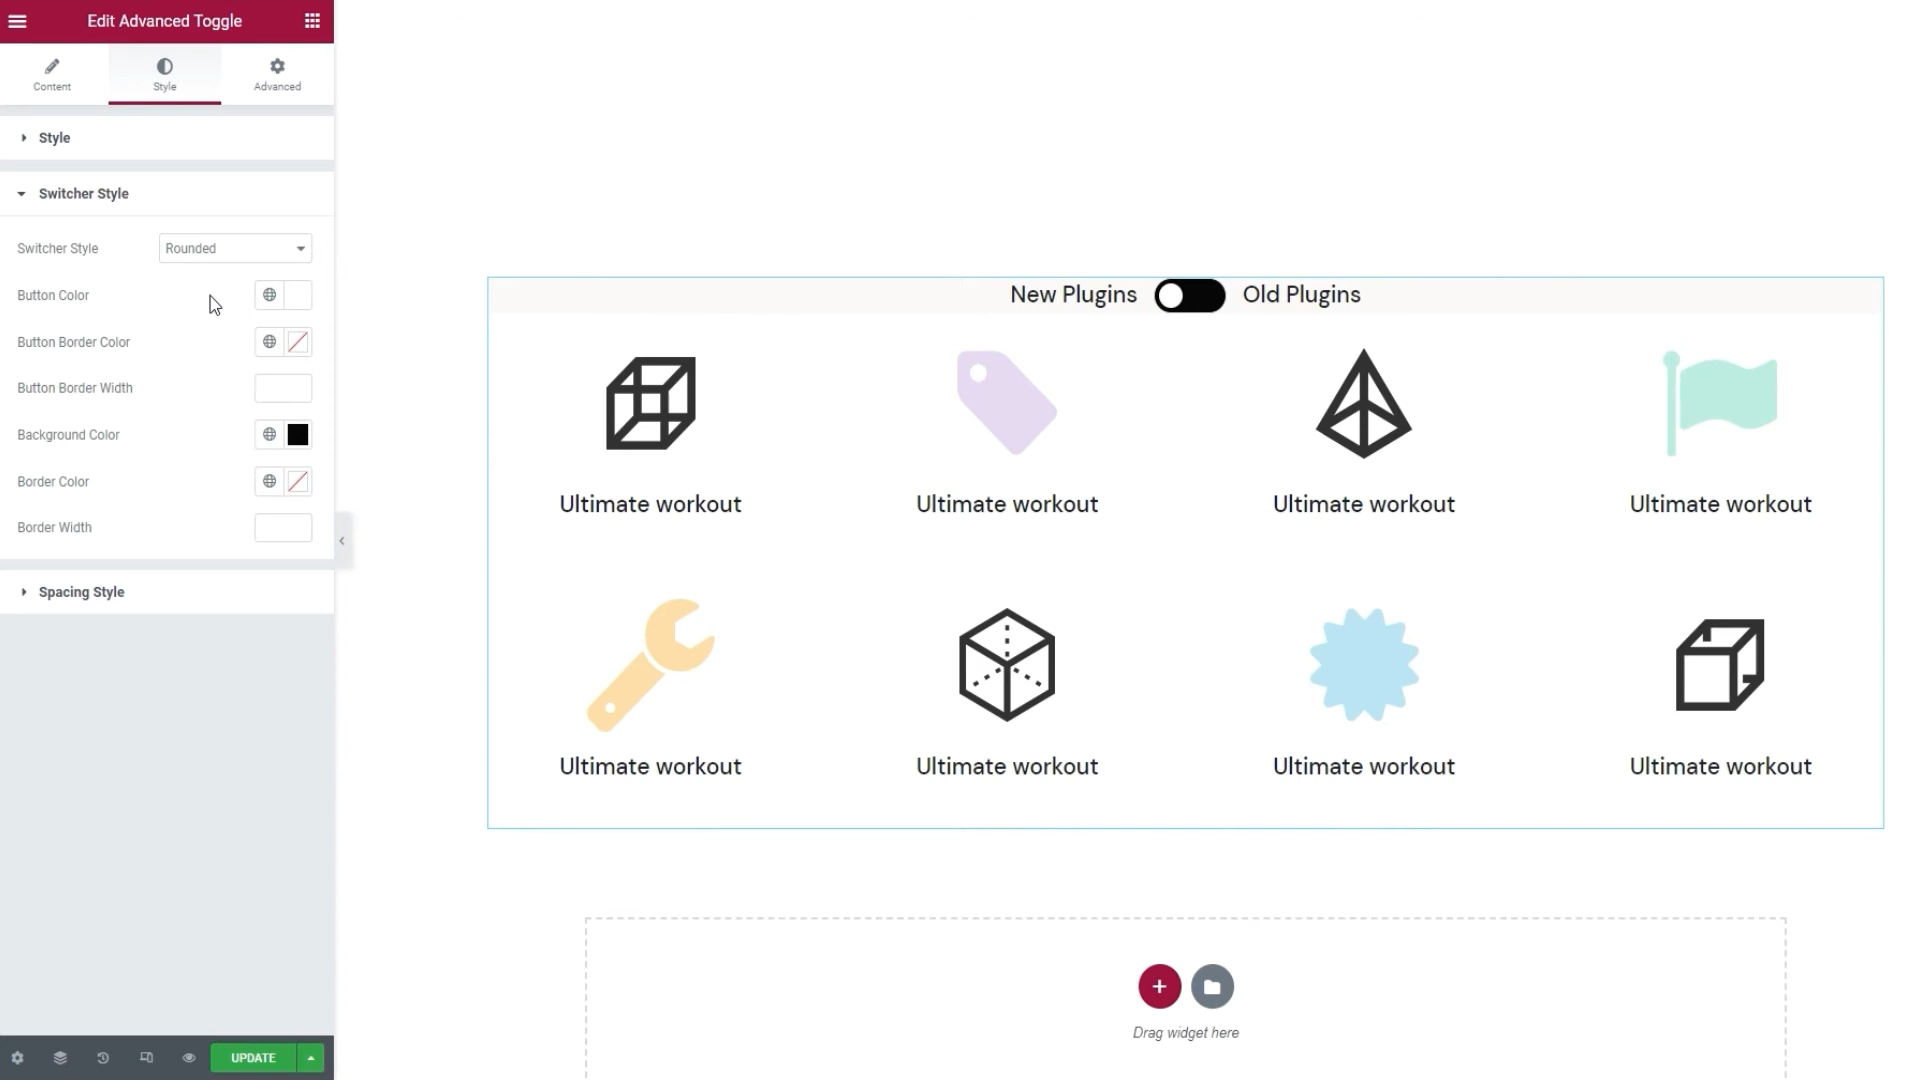 Edit Advanced Toggle
Content
Style
Advanced
Style
Switcher Style
Switcher Style
Rounded
Button Color
Button Border Color
Button Border Width
Background Color
Border Color
Border Width
Spacing Style
UPDATE
New Plugins
Old Plugins
Ultimate workout
Ultimate workout
Ultimate workout
Ultimate workout
Ultimate workout
Ultimate workout
Ultimate workout
Ultimate workout
Drag widget here